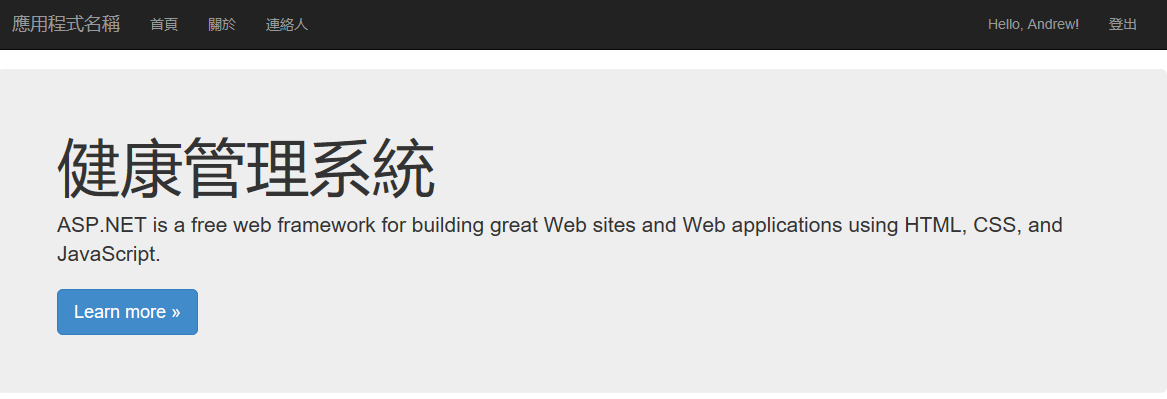 應用程式名稱 首頁 關於 連絡人 Hello, Andrew! 登出
健康管理系統
ASP.NET is a free web framework for building great Web sites and Web applications using HTML, CSS, and
JavaScript.
Learn more »